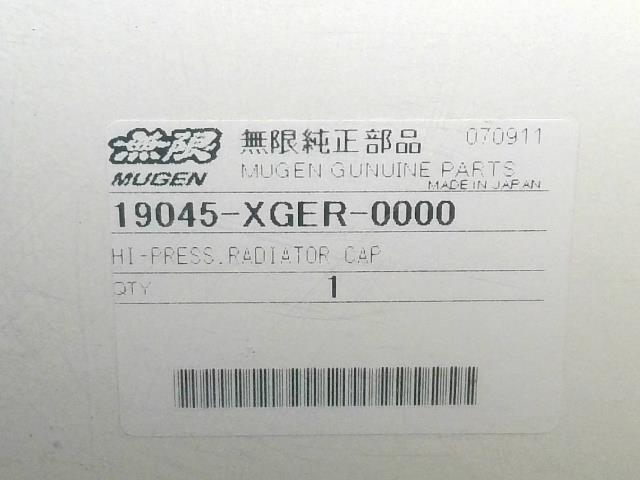 無限 無限純正部品 070911
MUGEN MUGEN GUNUINE PARTS
MADE IN JAPAN
19045-XGER-0000
HI-PRESS.RADIATOR CAP
QTY 1